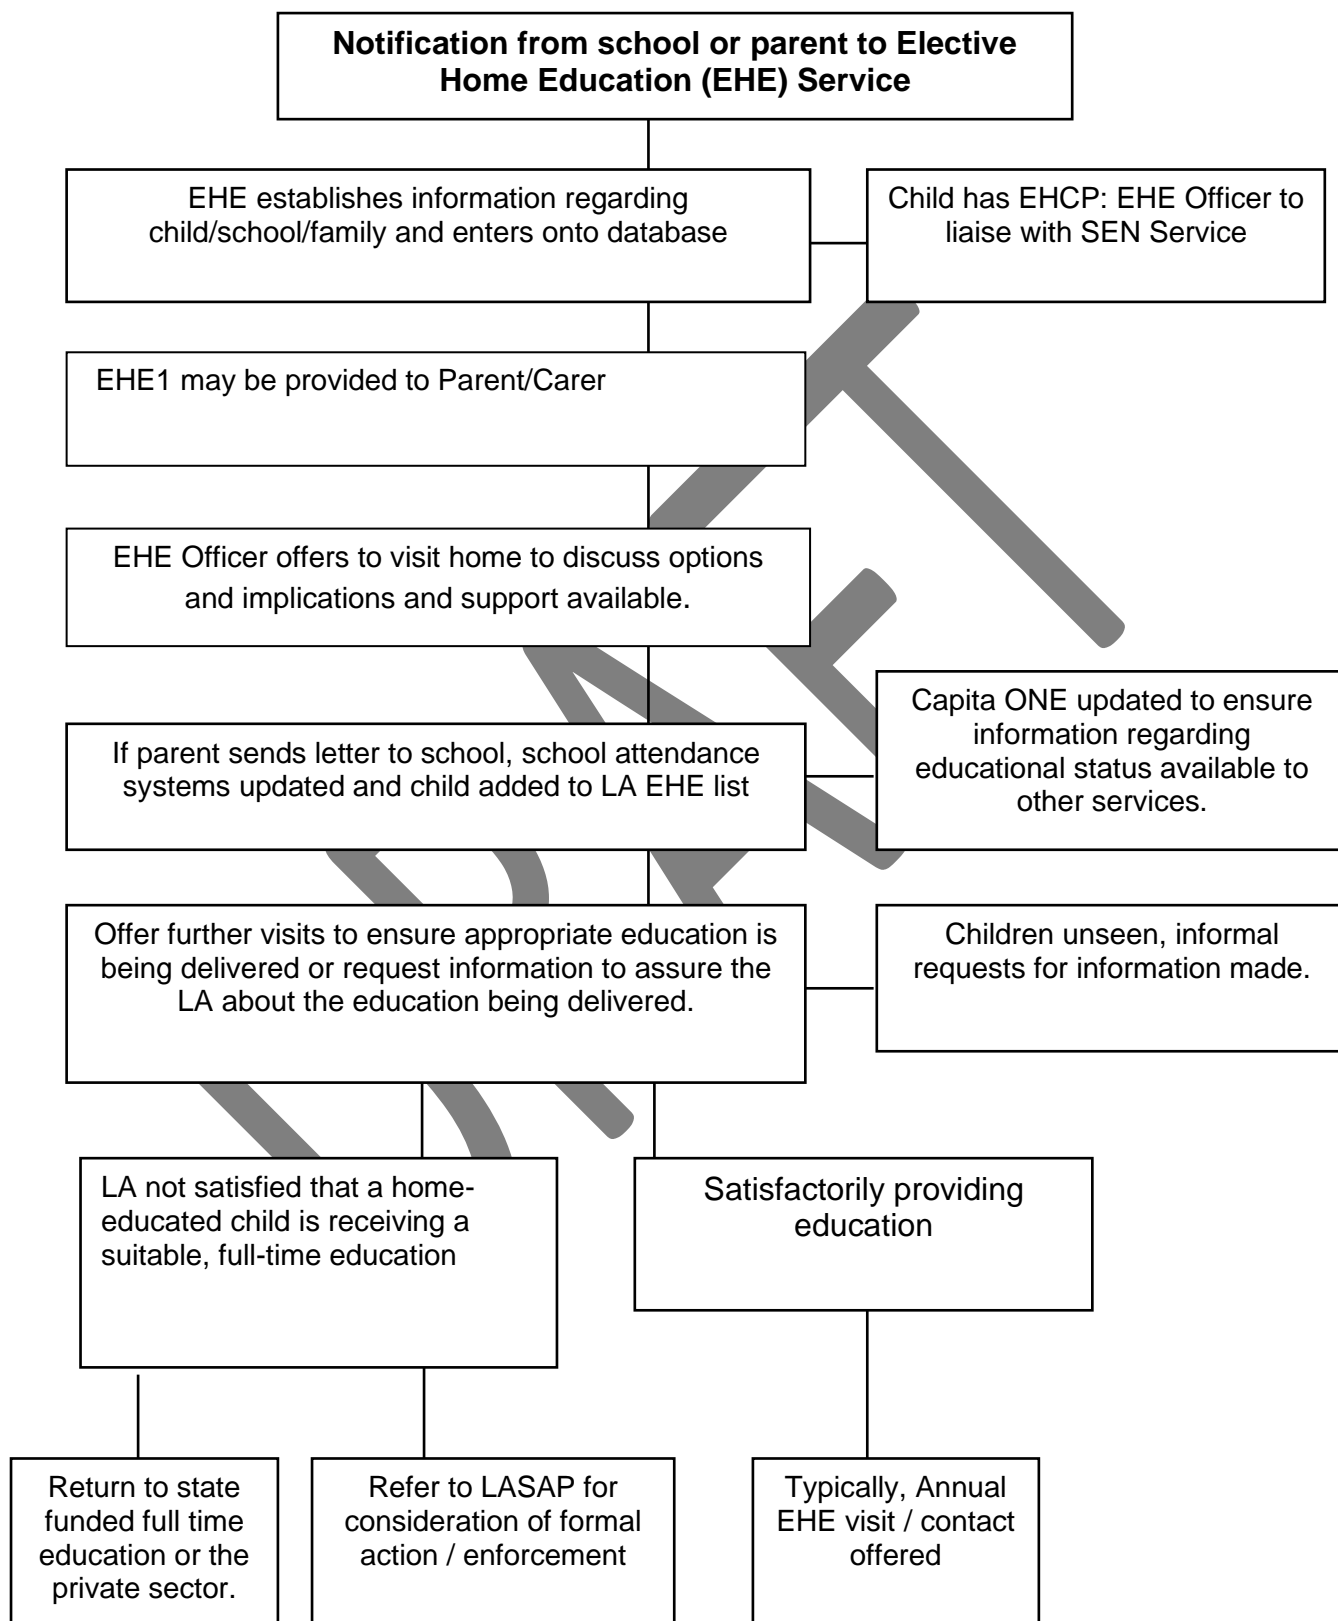 Notification from school or parent to Elective
Home Education (EHE) Service
EHE establishes information regarding
child/school/family and enters onto database
Child has EHCP: EHE Officer to
liaise with SEN Service
EHE1 may be provided to Parent/Carer
EHE Officer offers to visit home to discuss options
and implications and support available.
If parent sends letter to school, school attendance
systems updated and child added to LA EHE list
Capita ONE updated to ensure
information regarding
educational status available to
other services.
Offer further visits to ensure appropriate education is
being delivered or request information to assure the
LA about the education being delivered.
Children unseen, informal
requests for information made.
LA not satisfied that a home-
educated child is receiving a
suitable, full-time education
Satisfactorily providing
education
Return to state
funded full time
education or the
private sector.
Refer to LASAP for
consideration of formal
action / enforcement
Typically, Annual
EHE visit / contact
offered
DRAFT